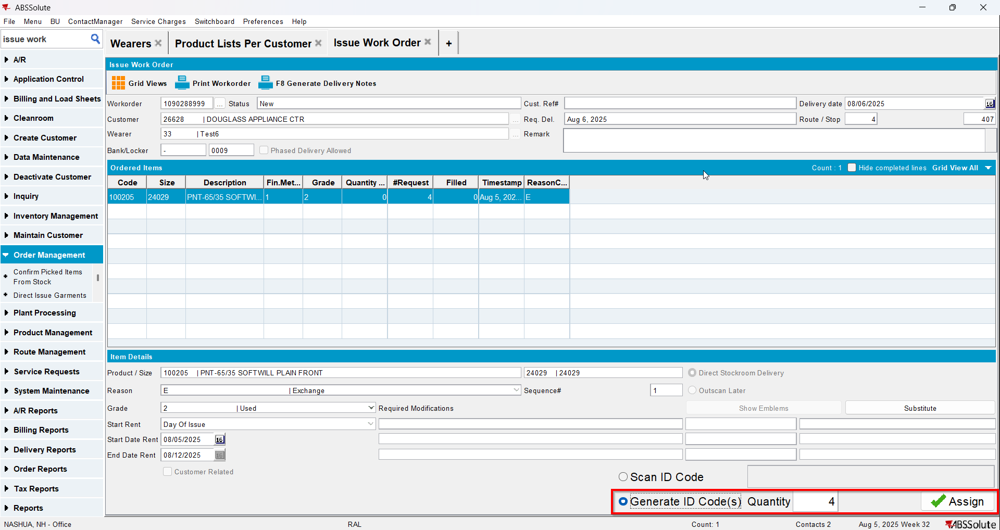 ABSSolute
File Menu BU ContactManager Service Charges Switchboard Preferences Help
issue work
Wearers Product Lists Per Customer Issue Work Order +
A/R
Application Control
Billing and Load Sheets
Cleanroom
Create Customer
Data Maintenance
Deactivate Customer
Inquiry
Inventory Management
Maintain Customer
Order Management
Confirm Picked Items
From Stock
Direct Issue Garments
Plant Processing
Product Management
Route Management
Service Requests
System Maintenance
A/R Reports
Billing Reports
Delivery Reports
Order Reports
Tax Reports
Reports
Issue Work Order
Grid Views Print Workorder F8 Generate Delivery Notes
Workorder 1090288999 ... Status New Cust. Ref# Delivery date 08/06/2025 16
Customer 26628 | DOUGLASS APPLIANCE CTR ... Req. Del. Aug 6, 2025 Route / Stop 4 407
Wearer 33 | Test6 ... Remark
Bank/Locker - 0009 Phased Delivery Allowed
Ordered Items Count : 1 Hide completed lines Grid View All
Code Size Description Fin.Met... Grade Quantity ... #Request Filled Timestamp ReasonC...
100205 24029 PNT-65/35 SOFTWI... 1 2 0 4 0 Aug 5, 202... E
Item Details
Product / Size 100205 | PNT-65/35 SOFTWILL PLAIN FRONT 24029 | 24029 Direct Stockroom Delivery
Reason E | Exchange Sequence# 1 Outscan Later
Grade 2 | Used Required Modifications Show Emblems Substitute
Start Rent Day Of Issue
Start Date Rent 08/05/2025 16
End Date Rent 08/12/2025 16
Customer Related
Scan ID Code
Generate ID Code(s) Quantity 4 Assign
NASHUA, NH - Office RAL Count: 1 Contacts 2 Aug 5, 2025 Week 32 ABSSolute